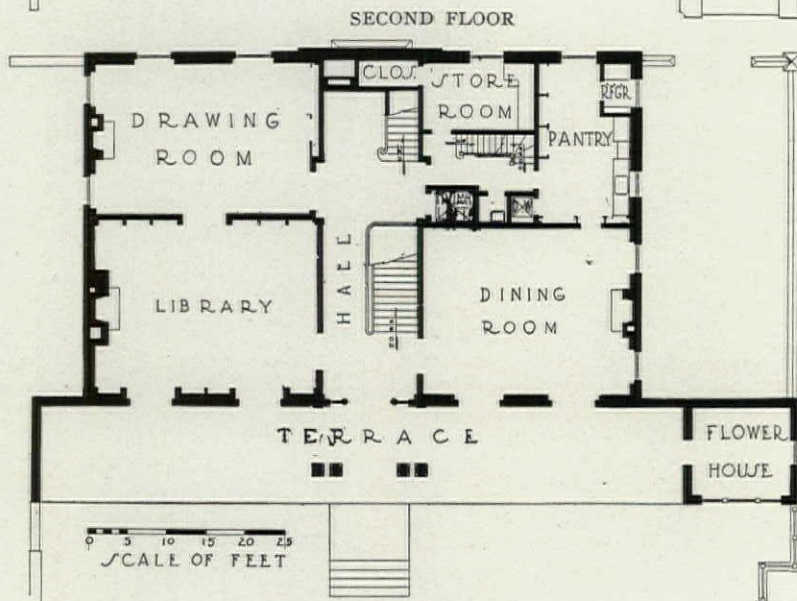 SECOND FLOOR
CLOS.
STORE
ROOM
RFGR
DRAWING
ROOM
PANTRY
D.W.
HALL
LIBRARY
DINING
ROOM
TERRACE
FLOWER
HOUSE
0 5 10 15 20 25
SCALE OF FEET